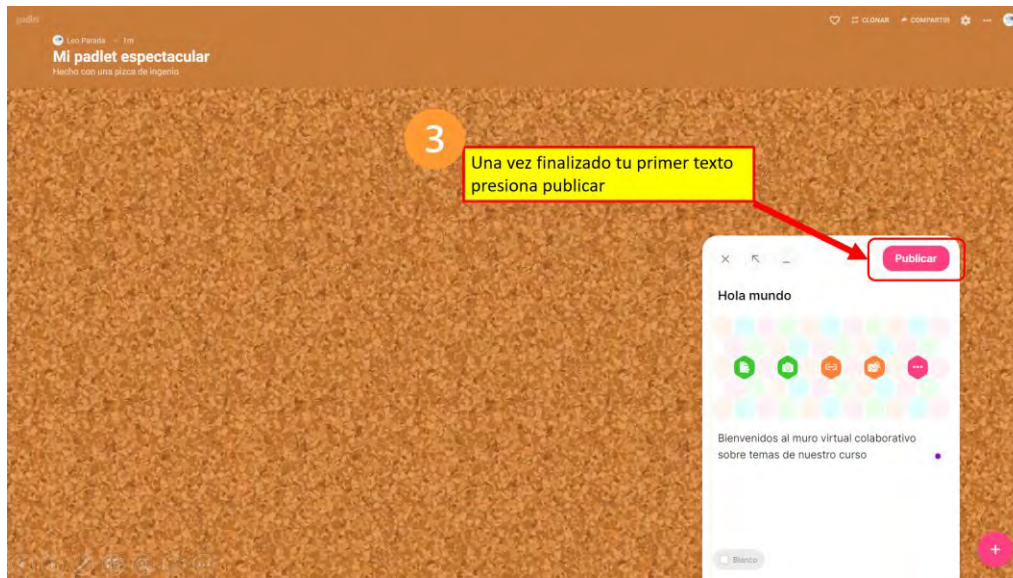 padlet
CLONAR
COMPARTIR
Leo Parada - 1m
Mi padlet espectacular
Hecho con una pizca de ingenio
3
Una vez finalizado tu primer texto
presiona publicar
Publicar
Hola mundo
Bienvenidos al muro virtual colaborativo
sobre temas de nuestro curso
Blanco